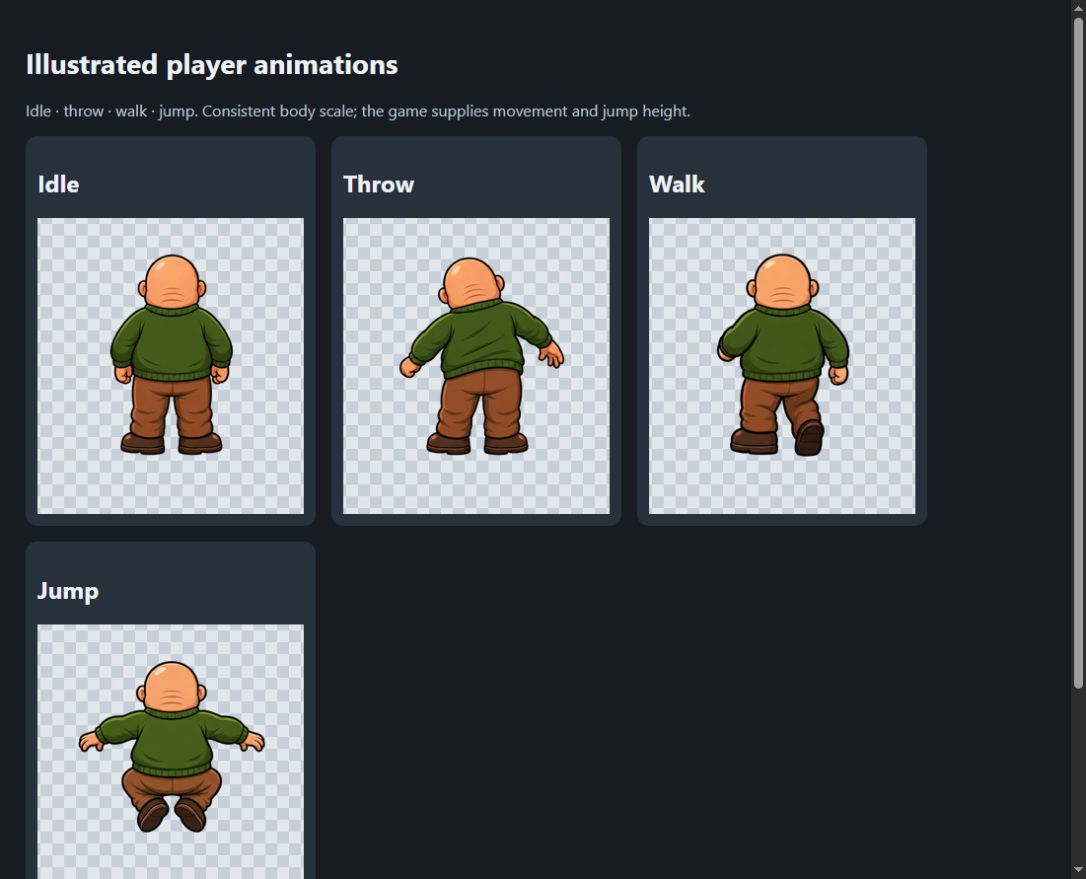 Illustrated player animations
Idle · throw · walk · jump. Consistent body scale; the game supplies movement and jump height.
Idle
Throw
Walk
Jump